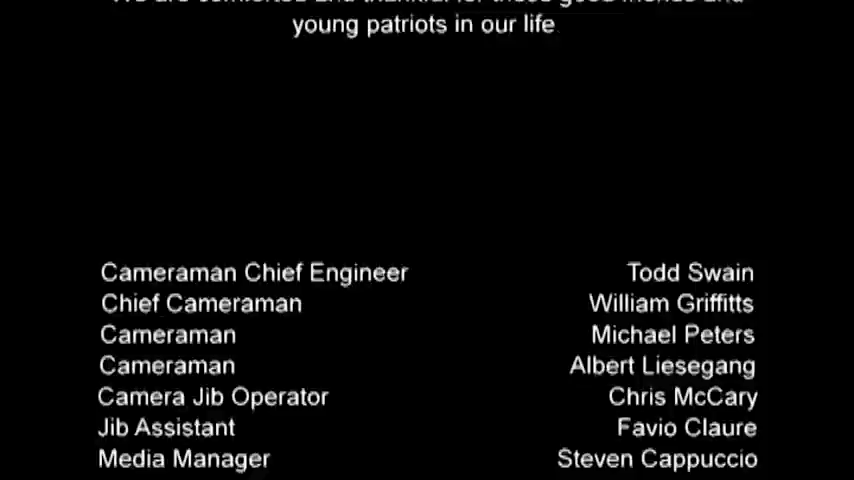 We are comforted and thankful for these good friends and
young patriots in our life
Cameraman Chief Engineer Todd Swain
Chief Cameraman William Griffitts
Cameraman Michael Peters
Cameraman Albert Liesegang
Camera Jib Operator Chris McCary
Jib Assistant Favio Claure
Media Manager Steven Cappuccio